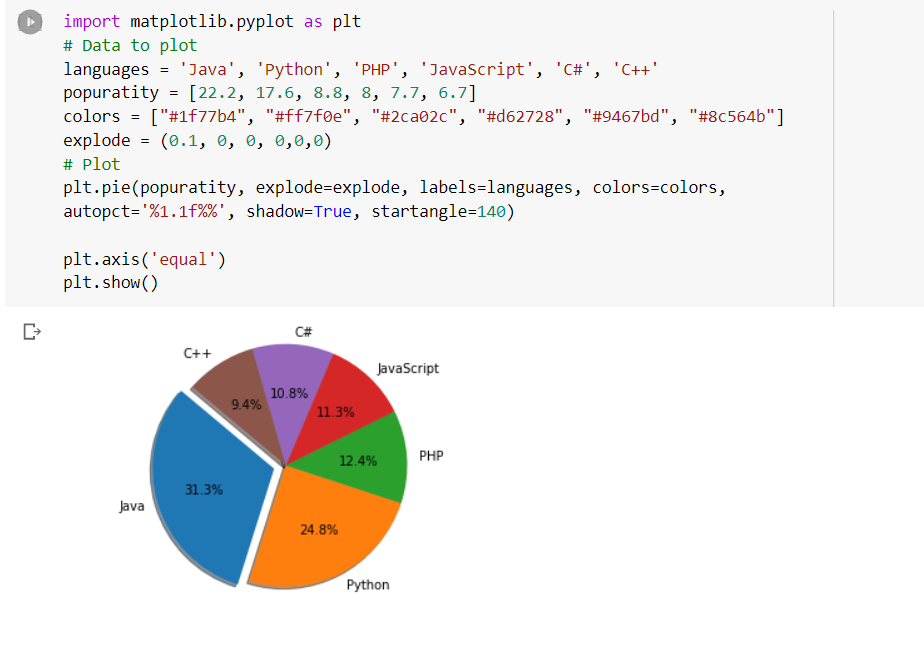 import matplotlib.pyplot as plt
# Data to plot
languages = 'Java', 'Python', 'PHP', 'JavaScript', 'C#', 'C++'
popuratity = [22.2, 17.6, 8.8, 8, 7.7, 6.7]
colors = ["#1f77b4", "#ff7f0e", "#2ca02c", "#d62728", "#9467bd", "#8c564b"]
explode = (0.1, 0, 0, 0,0,0)
# Plot
plt.pie(popuratity, explode=explode, labels=languages, colors=colors,
autopct='%1.1f%%', shadow=True, startangle=140)
plt.axis('equal')
plt.show()
C#
C++
JavaScript
10.8%
9.4%
11.3%
PHP
12.4%
31.3%
Java
24.8%
Python